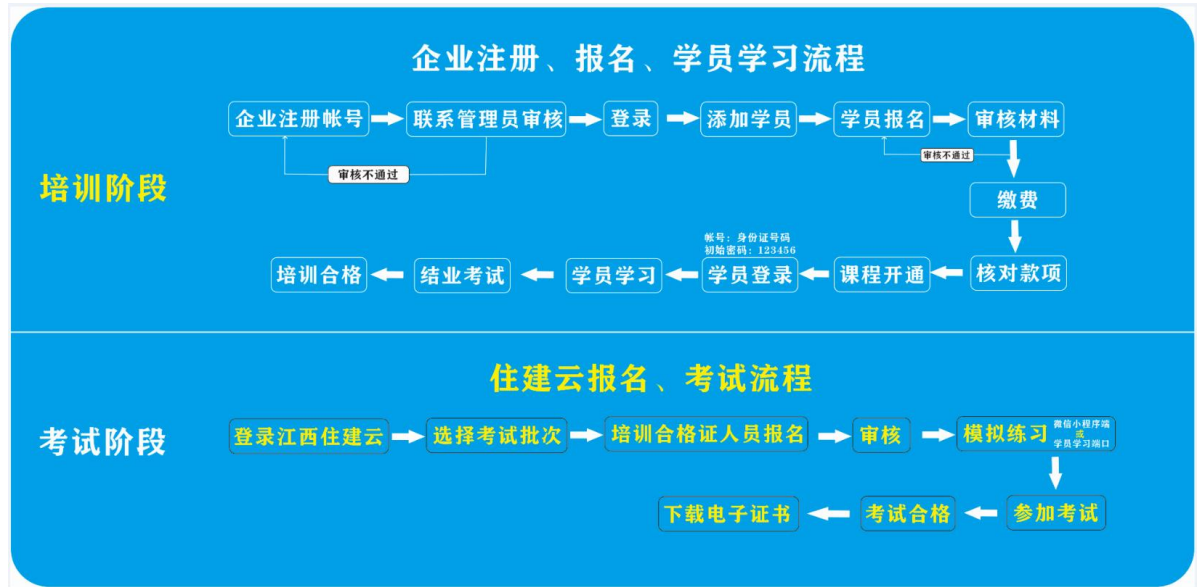 企业注册、报名、学员学习流程
企业注册帐号
联系管理员审核
登录
添加学员
学员报名
审核材料
审核不通过
审核不通过
培训阶段
缴费
帐号：身份证号码
初始密码：123456
培训合格
结业考试
学员学习
学员登录
课程开通
核对款项
住建云报名、考试流程
考试阶段
登录江西住建云
选择考试批次
培训合格证人员报名
审核
模拟练习
微信小程序端
或
学员学习端口
下载电子证书
考试合格
参加考试